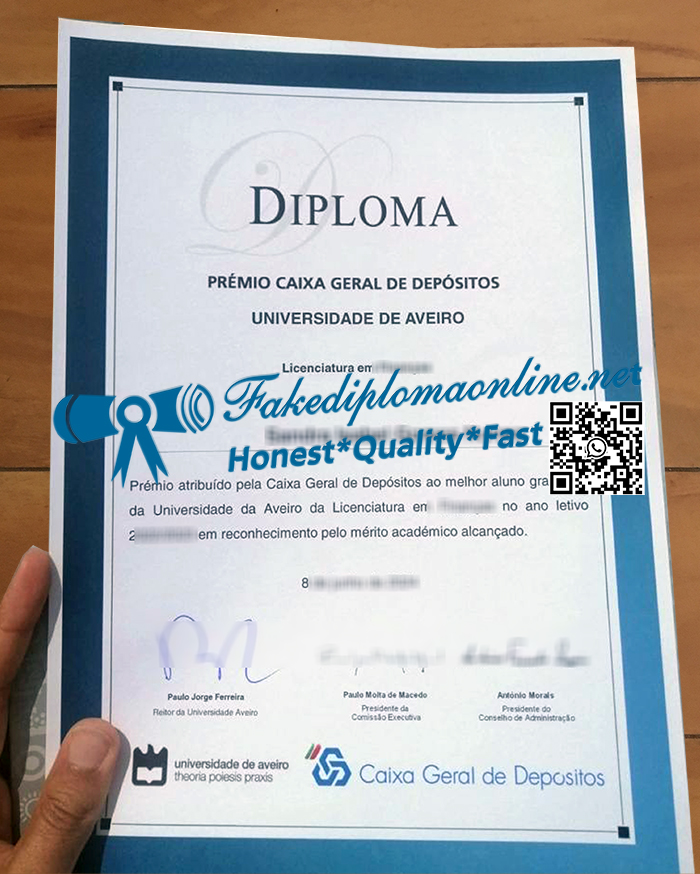 DIPLOMA
PRÉMIO CAIXA GERAL DE DEPÓSITOS
UNIVERSIDADE DE AVEIRO
Licenciatura em
Fakediplomaonline.net
Honest*Quality*Fast
Prémio atribuído pela Caixa Geral de Depósitos ao melhor aluno
da Universidade da Aveiro da Licenciatura no ano letivo
2 em reconhecimento pelo mérito académico alcançado.
8
Paulo Jorge Ferreira
Reitor da Universidade Aveiro
Paulo Moita de Macedo
Presidente da
Comissão Executiva
António Morais
Presidente do
Conselho de Administração
universidade de aveiro
theoria poiesis praxis
Caixa Geral de Depositos